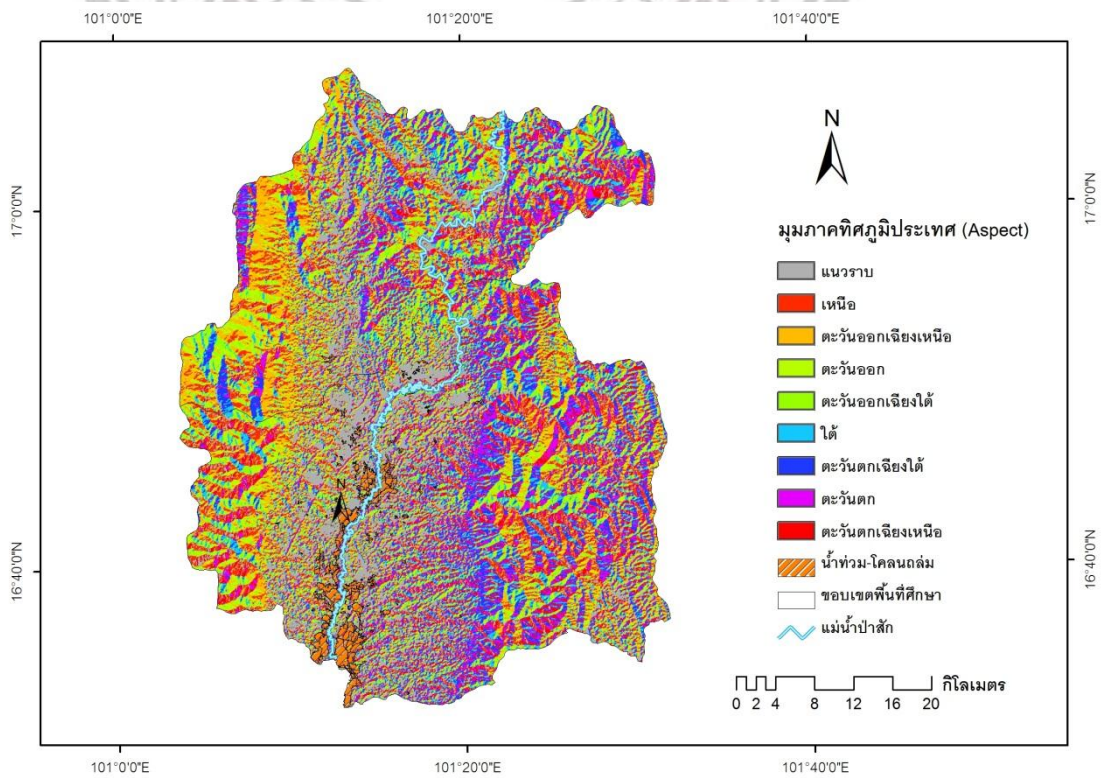 101°0'0"E 101°20'0"E 101°40'0"E
N
17°0'0"N 17°0'0"N
มุมภาคทิศภูมิประเทศ (Aspect)
แนวราบ
เหนือ
ตะวันออกเฉียงเหนือ
ตะวันออก
ตะวันออกเฉียงใต้
ใต้
ตะวันตกเฉียงใต้
ตะวันตก
ตะวันตกเฉียงเหนือ
N
น้ำท่วม-โคลนถล่ม
16°40'0"N 16°40'0"N
ขอบเขตพื้นที่ศึกษา
แม่น้ำป่าสัก
กิโลเมตร
0 2 4 8 12 16 20
101°0'0"E 101°20'0"E 101°40'0"E